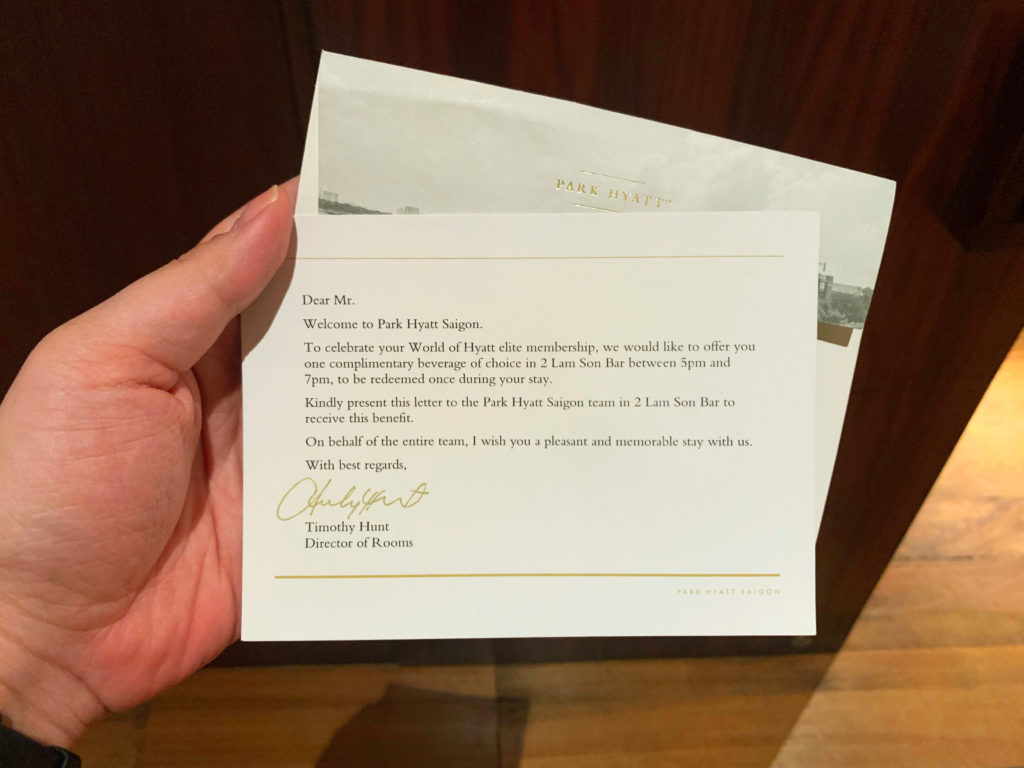 PARK HYATT™
Dear Mr.
Welcome to Park Hyatt Saigon.
To celebrate your World of Hyatt elite membership, we would like to offer you
one complimentary beverage of choice in 2 Lam Son Bar between 5pm and
7pm, to be redeemed once during your stay.
Kindly present this letter to the Park Hyatt Saigon team in 2 Lam Son Bar to
receive this benefit.
On behalf of the entire team, I wish you a pleasant and memorable stay with us.
With best regards,
Timothy Hunt
Director of Rooms
PARK HYATT SAIGON